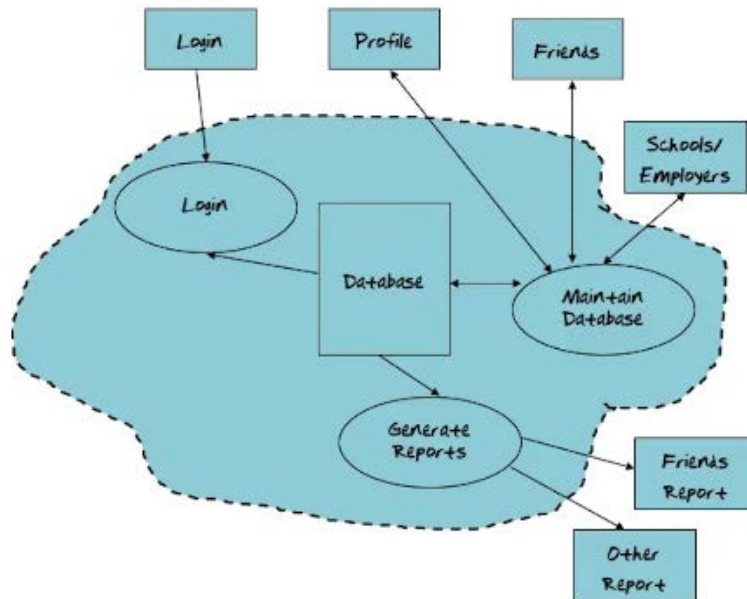 Login
Profile
Friends
Schools/
Employers
Login
Database
Maintain
Database
Generate
Reports
Friends
Report
Other
Report